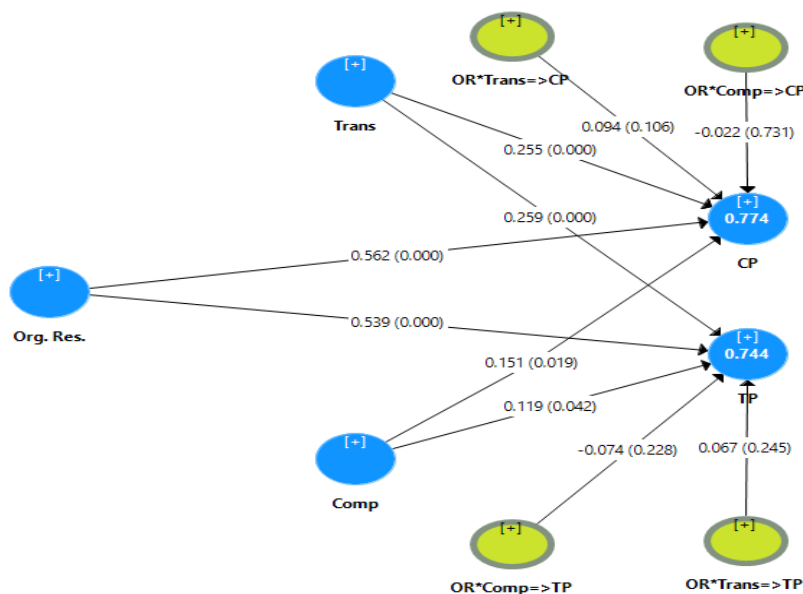 [+]
OR*Trans=>CP
[+]
OR*Comp=>CP
[+]
Trans
0.094 (0.106)
-0.022 (0.731)
0.255 (0.000)
[+]
0.774
CP
0.259 (0.000)
0.562 (0.000)
[+]
Org. Res.
0.539 (0.000)
[+]
0.744
TP
0.151 (0.019)
0.119 (0.042)
[+]
Comp
-0.074 (0.228)
0.067 (0.245)
[+]
OR*Comp=>TP
[+]
OR*Trans=>TP